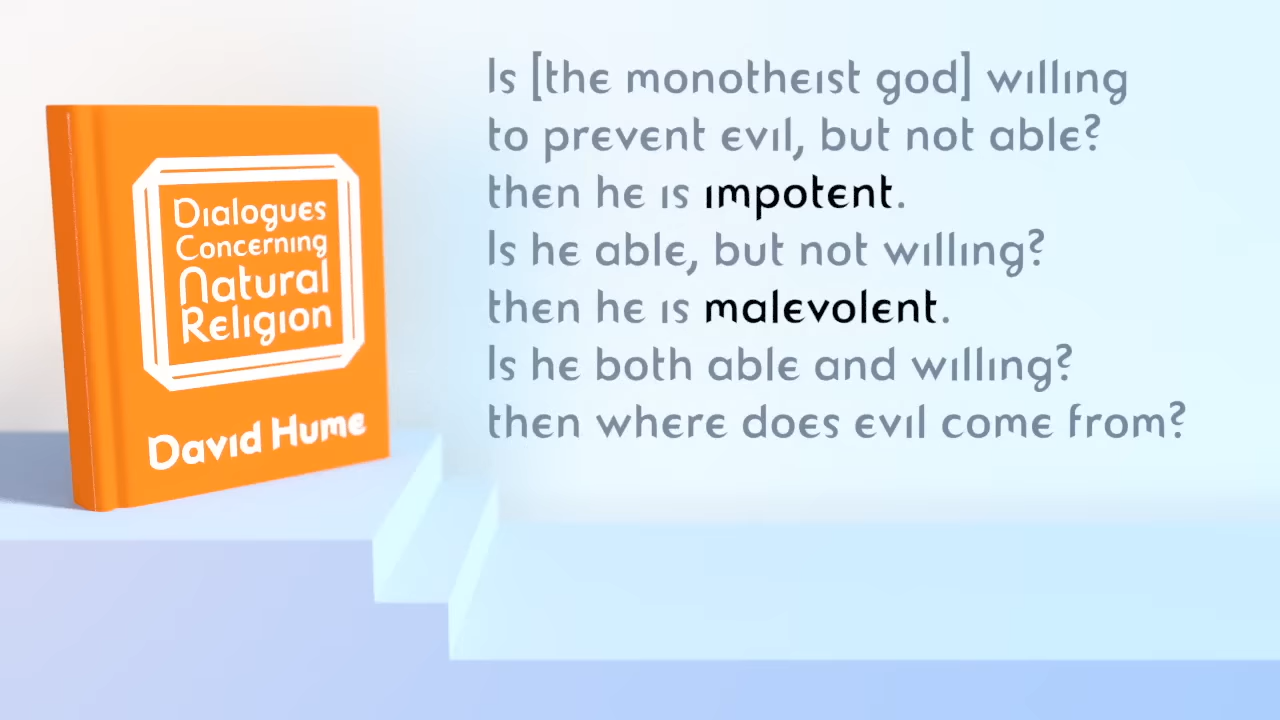 Dialogues
Concerning
Natural
Religion
David Hume
Is [the monotheist god] willing
to prevent evil, but not able?
then he is impotent.
Is he able, but not willing?
then he is malevolent.
Is he both able and willing?
then where does evil come from?